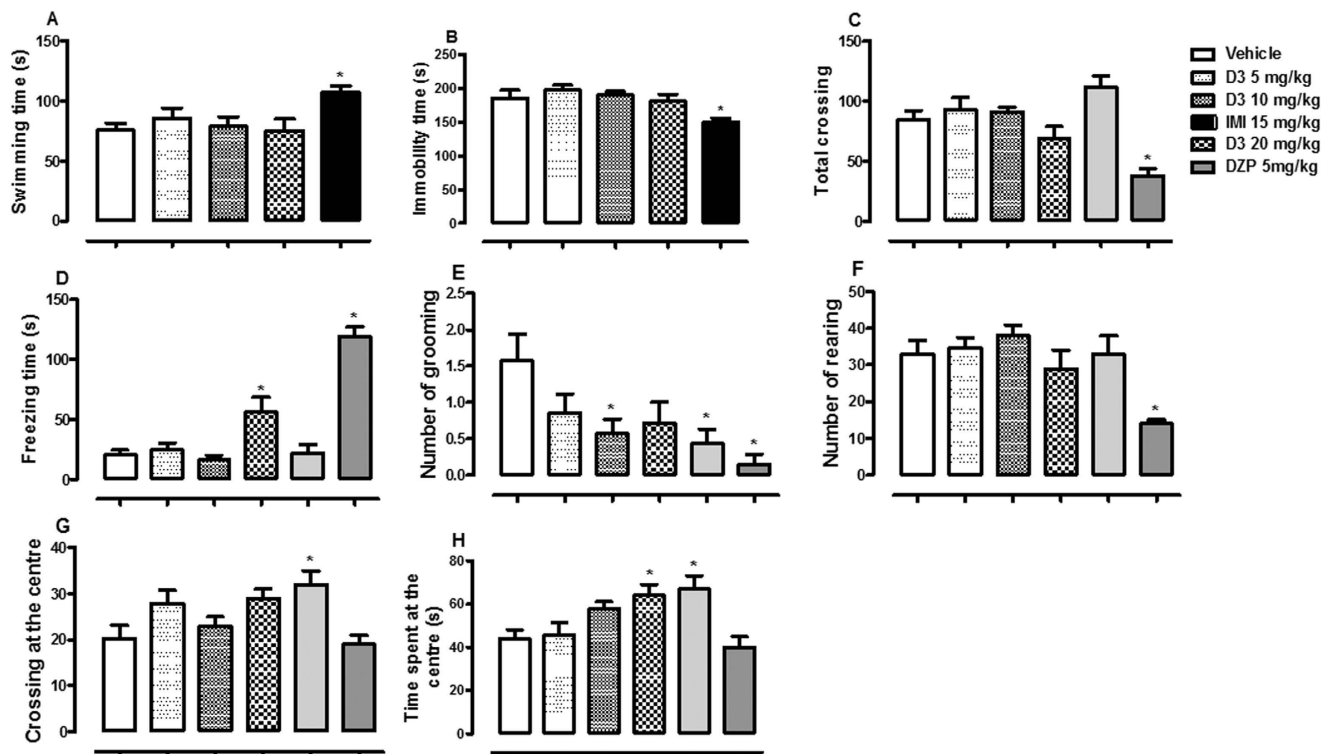 A
Swimming time (s)
150
100
50
0
*
B
Immobility time (s)
250
200
150
100
50
0
*
C
Total crossing
150
100
50
0
*
Vehicle
D3 5 mg/kg
D3 10 mg/kg
IMI 15 mg/kg
D3 20 mg/kg
DZP 5mg/kg
D
Freezing time (s)
150
100
50
0
*
*
E
Number of grooming
2.5
2.0
1.5
1.0
0.5
0.0
*
*
*
F
Number of rearing
50
40
30
20
10
0
*
G
Crossing at the centre
40
30
20
10
0
*
H
Time spent at the
centre (s)
80
60
40
20
0
*
*